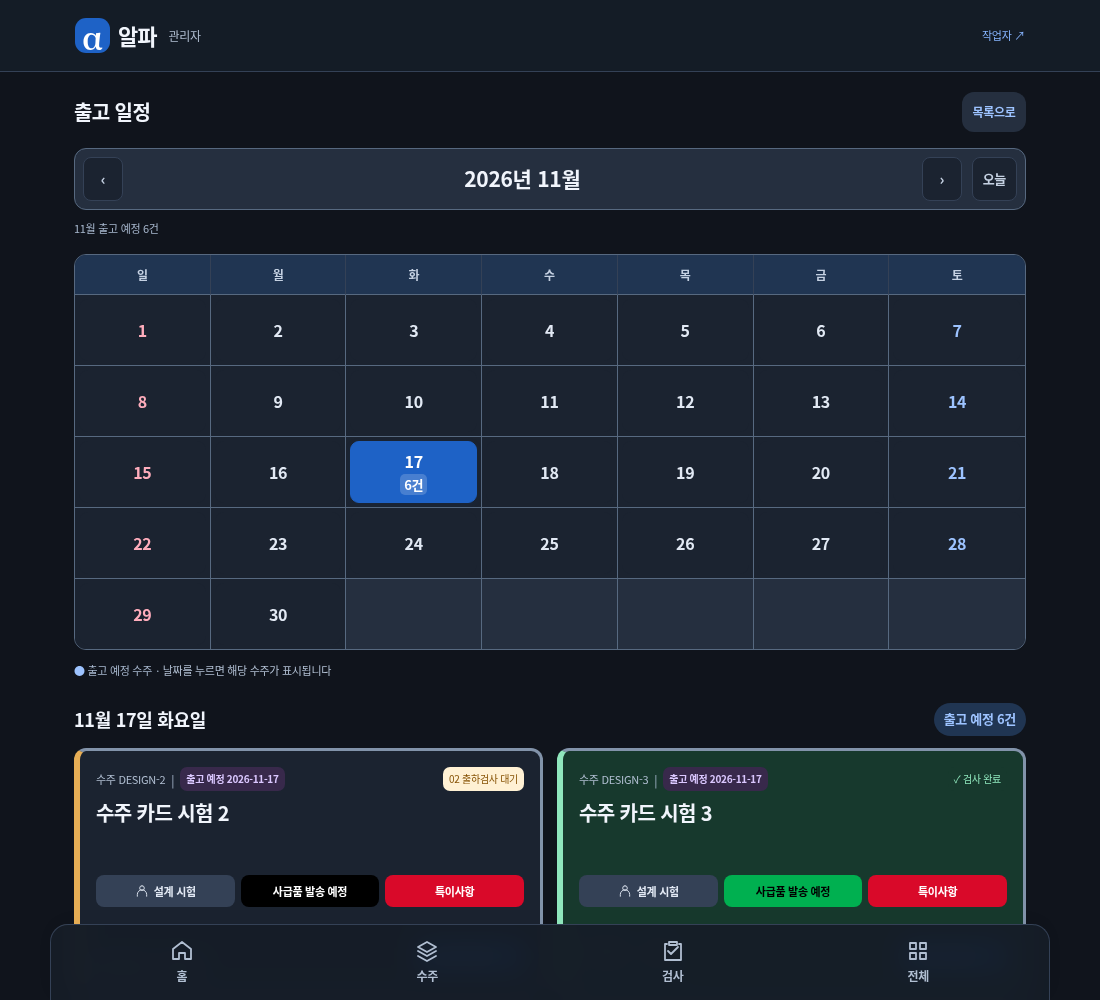 α 알파 관리자 작업자 ↗
출고 일정 목록으로
‹ 2026년 11월 › 오늘
11월 출고 예정 6건
일 월 화 수 목 금 토
1 2 3 4 5 6 7
8 9 10 11 12 13 14
15 16 17 18 19 20 21
6건
22 23 24 25 26 27 28
29 30
출고 예정 수주 · 날짜를 누르면 해당 수주가 표시됩니다
11월 17일 화요일 출고 예정 6건
수주 DESIGN-2 | 출고 예정 2026-11-17 02 출하검사 대기
수주 카드 시험 2
설계 시험 사급품 발송 예정 특이사항
수주 DESIGN-3 | 출고 예정 2026-11-17 ✓ 검사 완료
수주 카드 시험 3
설계 시험 사급품 발송 예정 특이사항
홈 수주 검사 전체